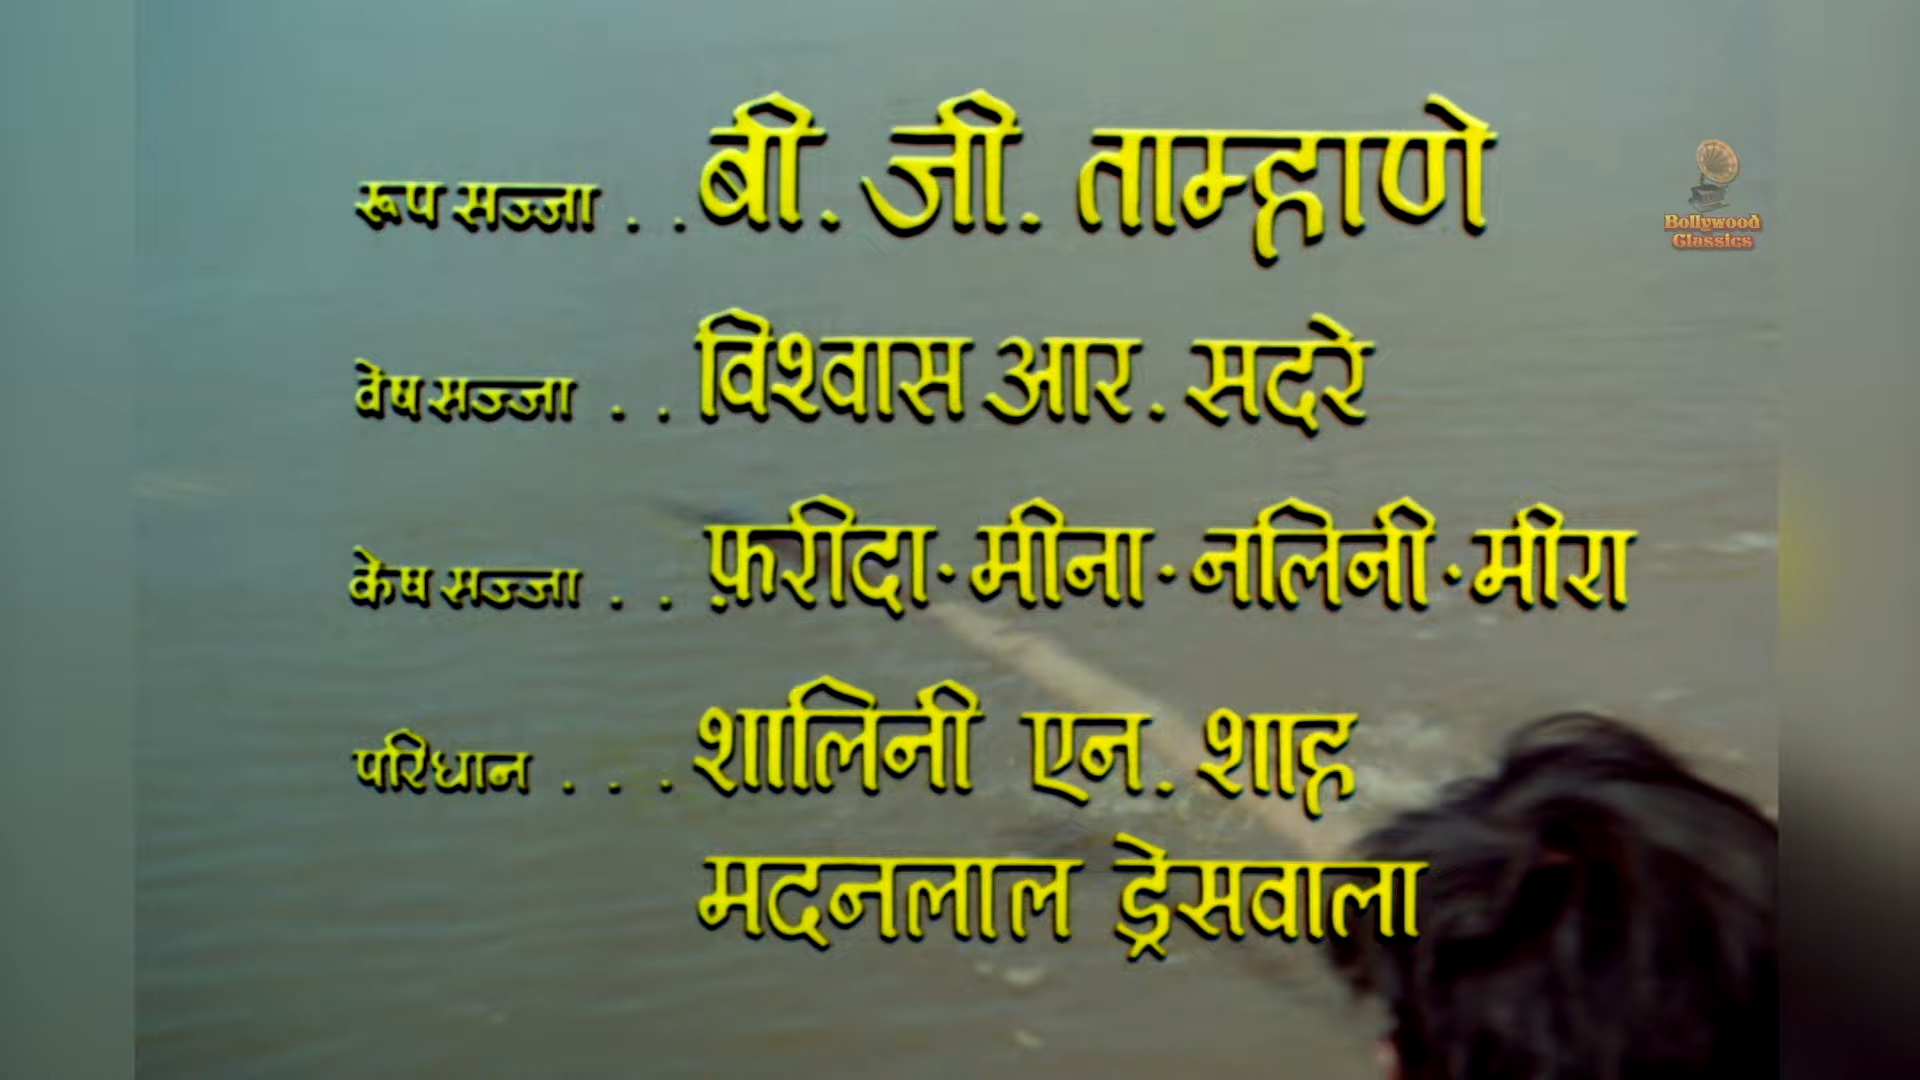 रूप सज्जा . . बी. जी. ताम्हाणे
वेष सज्जा . . विश्वास आर. सदरे
केष सज्जा . . फ़रीदा·मीना·नलिनी·मीरा
परिधान . . . शालिनी एन. शाह
मदनलाल ड्रेसवाला
Bollywood
Classics